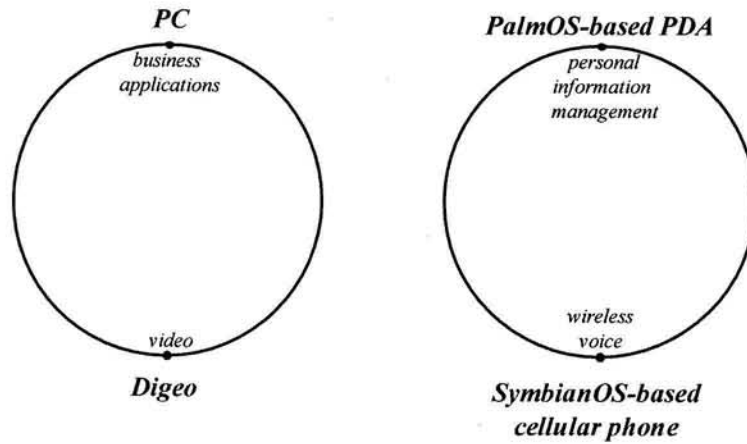 PC
business
applications
video
Digeo
PalmOS-based PDA
personal
information
management
wireless
voice
SymbianOS-based
cellular phone